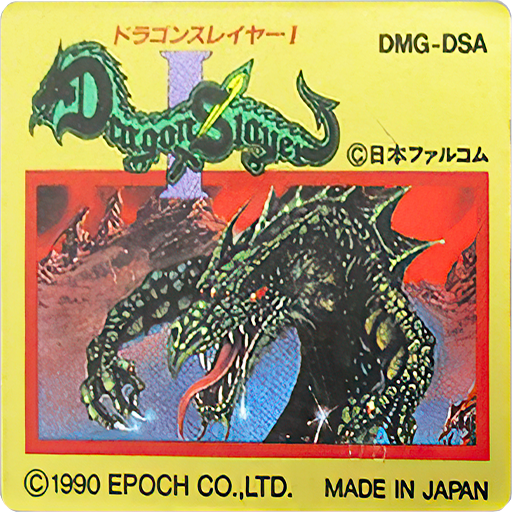 ドラゴンスレイヤーI
DMG-DSA
I
Dragon Slayer
©日本ファルコム
©1990 EPOCH CO.,LTD.
MADE IN JAPAN